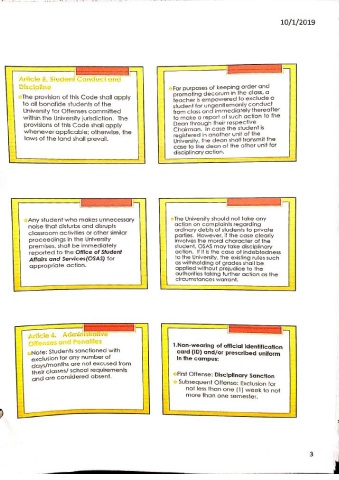 10/1/2019
Article 5. Student Conduct and
Discipline
The provision of this Code shall apply
to all bonafide students of the
University for Offenses committed
within the University jurisdiction. The
provisions of this Code shall apply
whenever applicable; otherwise, the
laws of the land shall prevail.
For purposes of keeping order and
promoting decorum in the class, a
teacher is empowered to exclude a
student for ungentlemanly conduct
from class and immediately thereafter
to make a report of such action to the
Dean through their respective
Chairman. In case the student is
registered in another unit of the
University, the dean shall transmit the
case to the dean of the other unit for
disciplinary action.
Any student who makes unnecessary
noise that disturbs and disrupts
classroom activities or other similar
proceedings in the University
premises, shall be immediately
reported to the Office of Student
Affairs and Services(OSAS) for
appropriate action.
The University should not take any
action on complaints regarding
ordinary debts of students to private
parties. However, if the case clearly
involves the moral character of the
student, OSAS may take disciplinary
action. If it is the case of indebtedness
to the University, the existing rules such
as withholding of grades shall be
applied without prejudice to the
authorities taking further action as the
circumstances warrant.
Article 6. Administrative
Offenses and Penalties
Note: Students sanctioned with
exclusion for any number of
days/months are not excused from
their classes/ school requirements
and are considered absent.
1.Non-wearing of official identification
card (ID) and/or prescribed uniform
in the campus:
First Offense: Disciplinary Sanction
Subsequent Offense: Exclusion for
not less than one (1) week to not
more than one semester.
3